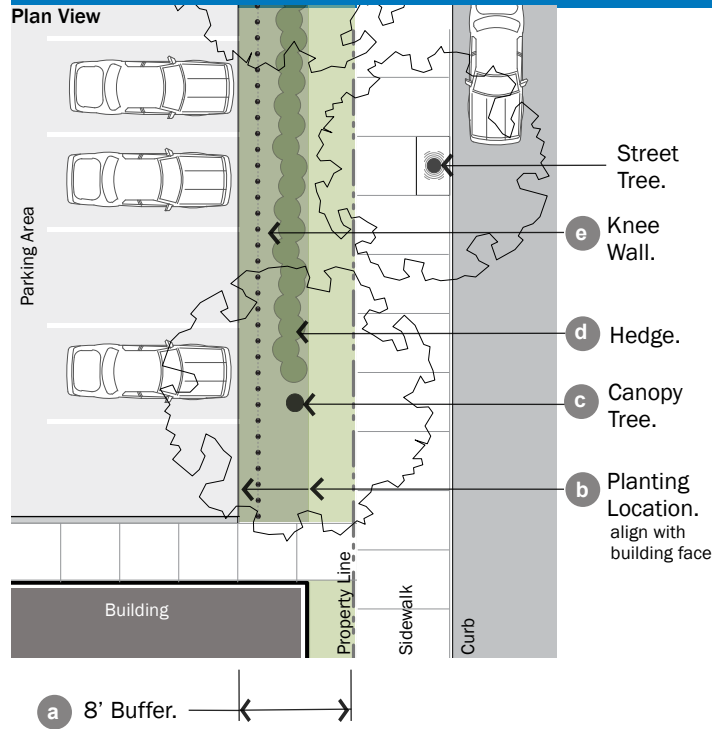 Plan View
Parking Area
Street
Tree.
e Knee
Wall.
d Hedge.
c Canopy
Tree.
b Planting
Location.
align with
building face
Building
Property Line
Sidewalk
Curb
a 8’ Buffer.